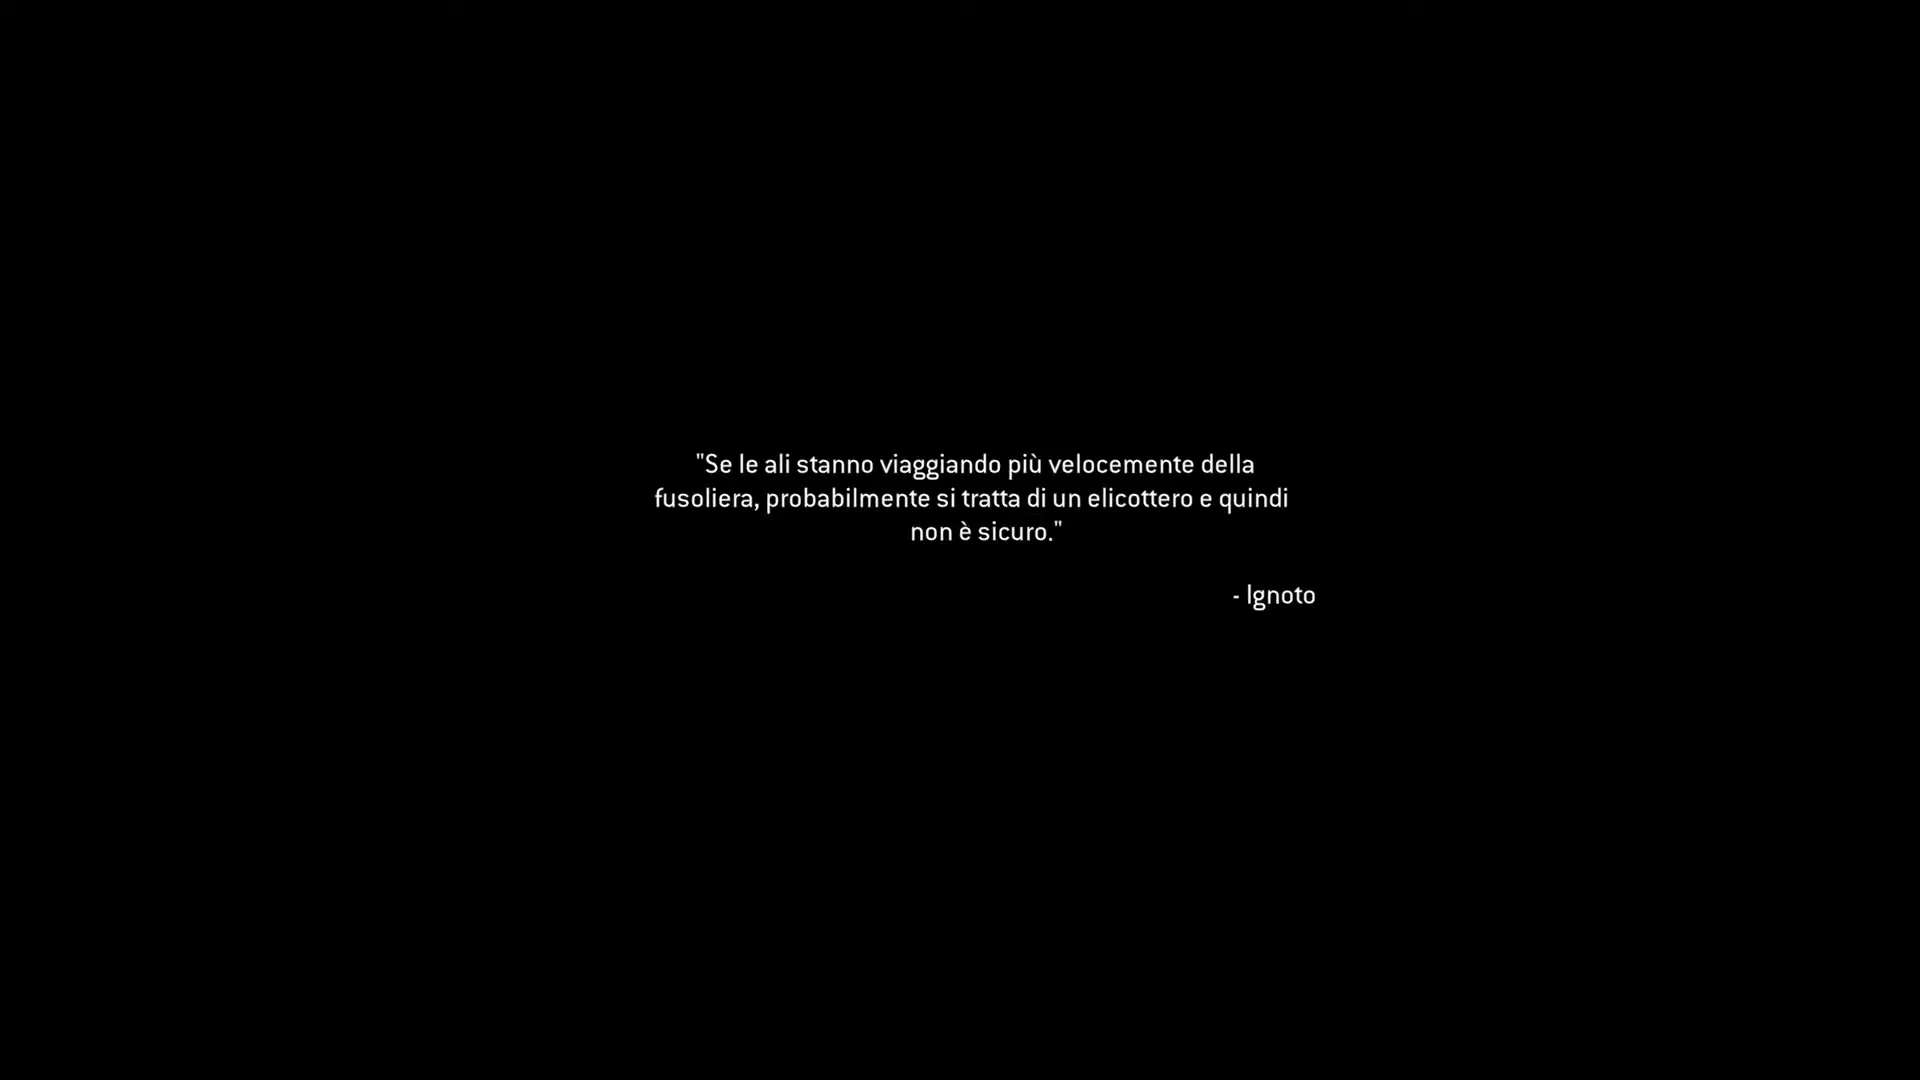 "Se le ali stanno viaggiando più velocemente della
fusoliera, probabilmente si tratta di un elicottero e quindi
non è sicuro."
- Ignoto